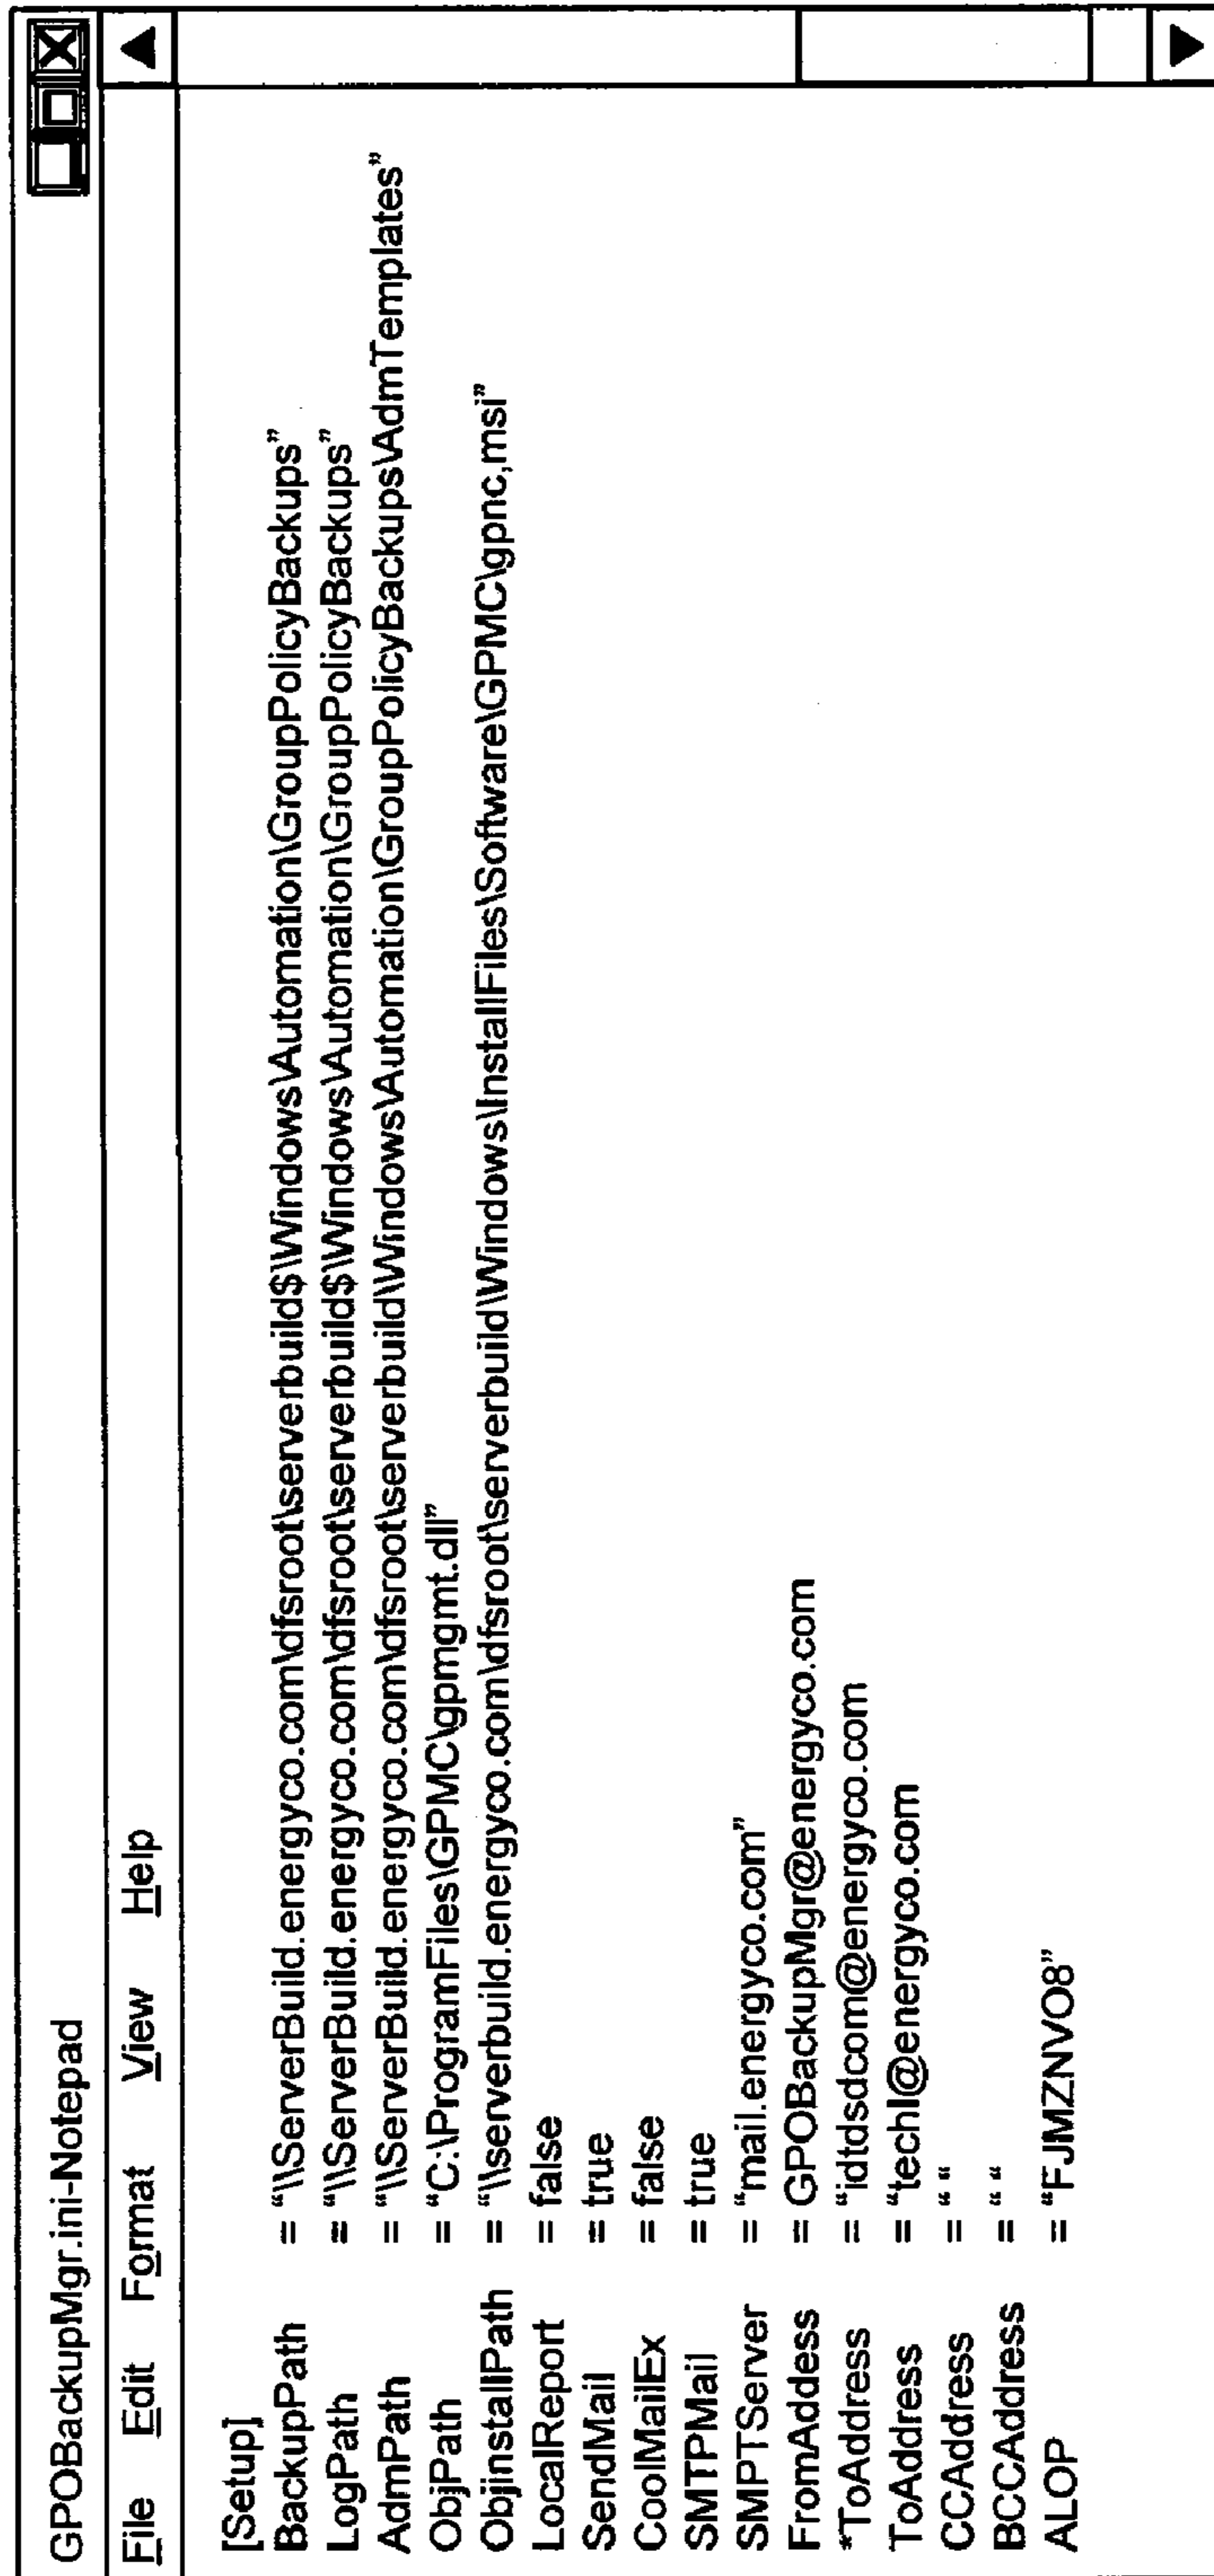 GPOBackupMgr.ini-Notepad
File Edit Format View Help
[Setup]
BackupPath = “\\ServerBuild.energyco.com\dfsroot\serverbuild$\Windows\Automation\GroupPolicyBackups”
LogPath = “\\ServerBuild.energyco.com\dfsroot\serverbuild$\Windows\Automation\GroupPolicyBackups”
AdmPath = “\\ServerBuild.energyco.com\dfsroot\serverbuild\Windows\Automation\GroupPolicyBackups\AdmTemplates”
ObjPath = “C:\ProgramFiles\GPMC\gpmgmt.dll”
ObjinstallPath = “\\serverbuild.energyco.com\dfsroot\serverbuild\Windows\InstallFiles\Software\GPMC\gpnc,msi”
LocalReport = false
SendMail = true
CoolMailEx = false
SMTPMail = true
SMPTServer = “mail.energyco.com”
FromAddess = GPOBackupMgr@energyco.com
*ToAddress = “idtdsdcom@energyco.com
ToAddress = “techl@energyco.com
CCAddress = “ “
BCCAddress = “ “
ALOP = “FJMZNVO8”